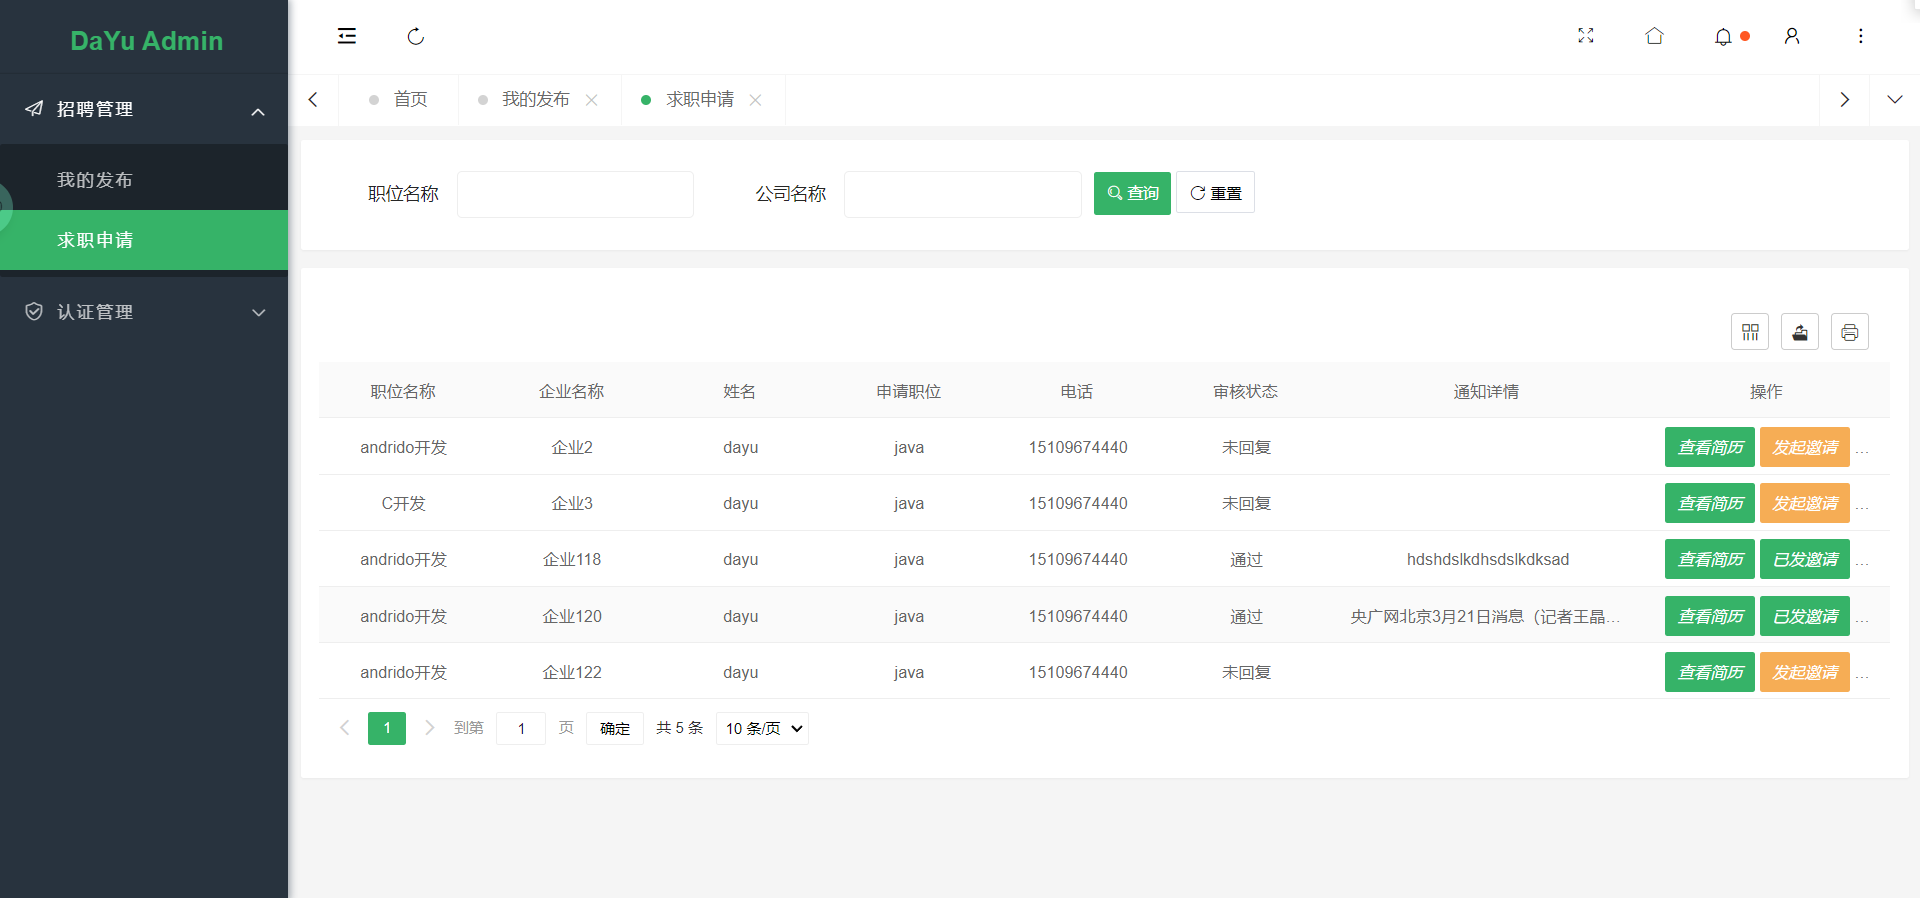 DaYu Admin
招聘管理
我的发布
求职申请
认证管理
首页 我的发布 求职申请
职位名称 公司名称 查询 重置
职位名称 企业名称 姓名 申请职位 电话 审核状态 通知详情 操作
andrido开发 企业2 dayu java 15109674440 未回复 查看简历 发起邀请 ...
C开发 企业3 dayu java 15109674440 未回复 查看简历 发起邀请 ...
andrido开发 企业118 dayu java 15109674440 通过 hdshdslkdhsdslkdksad 查看简历 已发邀请 ...
andrido开发 企业120 dayu java 15109674440 通过 央广网北京3月21日消息（记者王晶... 查看简历 已发邀请 ...
andrido开发 企业122 dayu java 15109674440 未回复 查看简历 发起邀请 ...
1 到第 1 页 确定 共 5 条 10 条/页